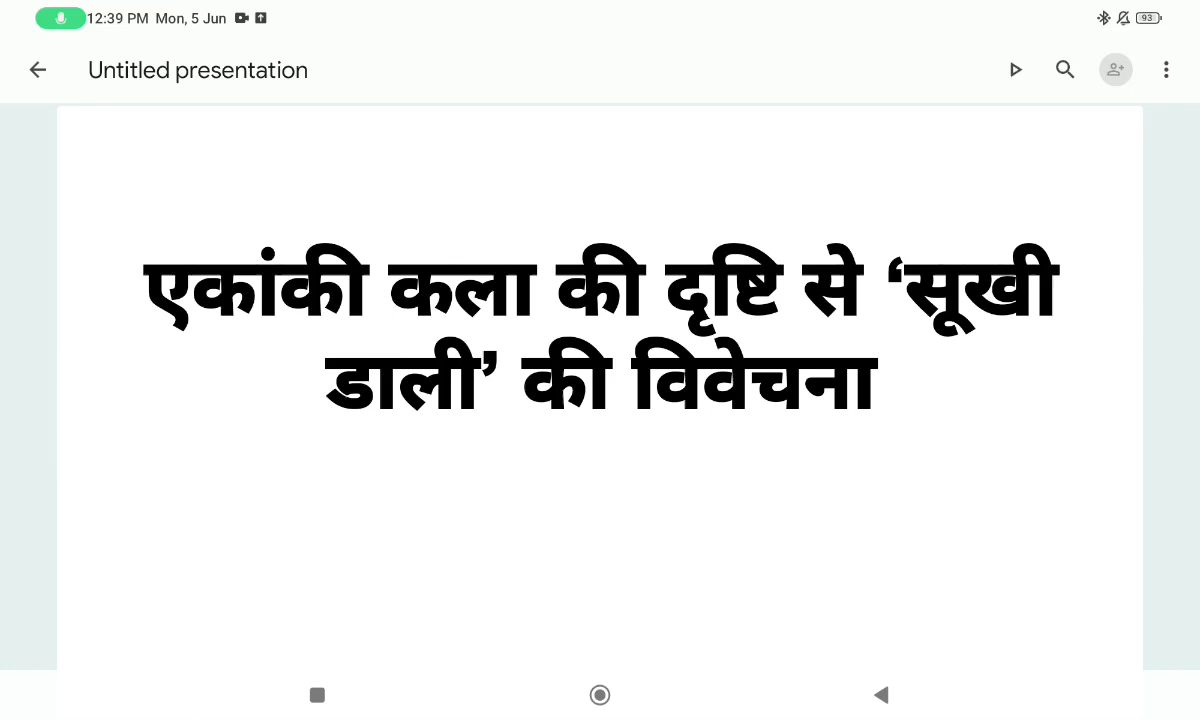 12:39 PM Mon, 5 Jun
93
Untitled presentation
एकांकी कला की दृष्टि से ‘सूखी
डाली’ की विवेचना